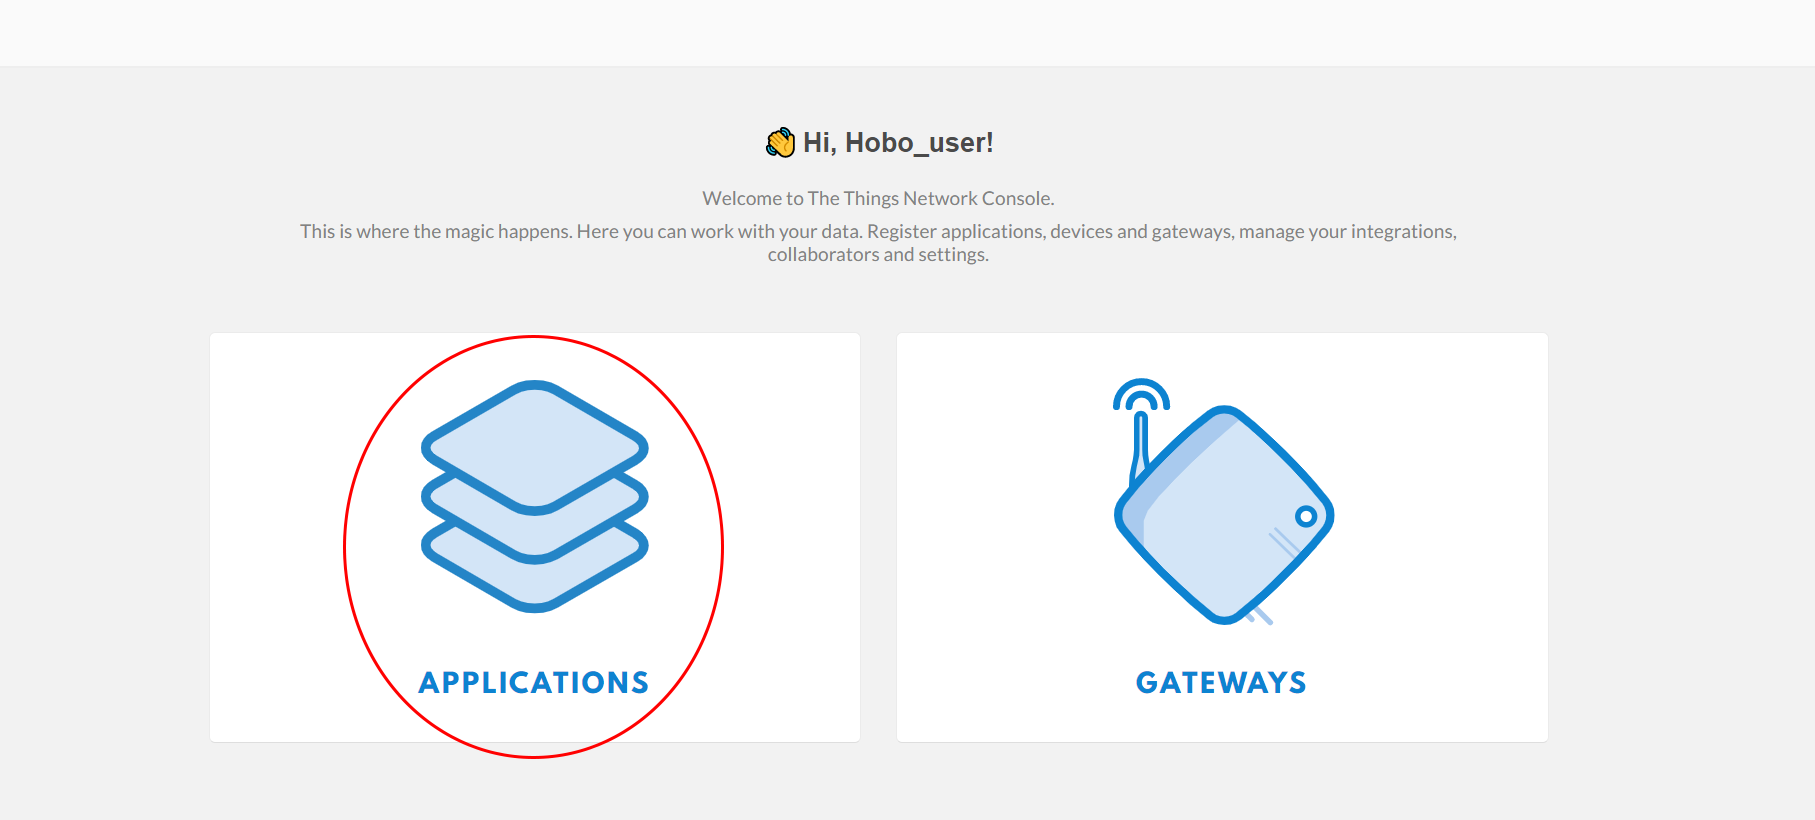 👋 Hi, Hobo_user!
Welcome to The Things Network Console.
This is where the magic happens. Here you can work with your data. Register applications, devices and gateways, manage your integrations,
collaborators and settings.
APPLICATIONS
GATEWAYS